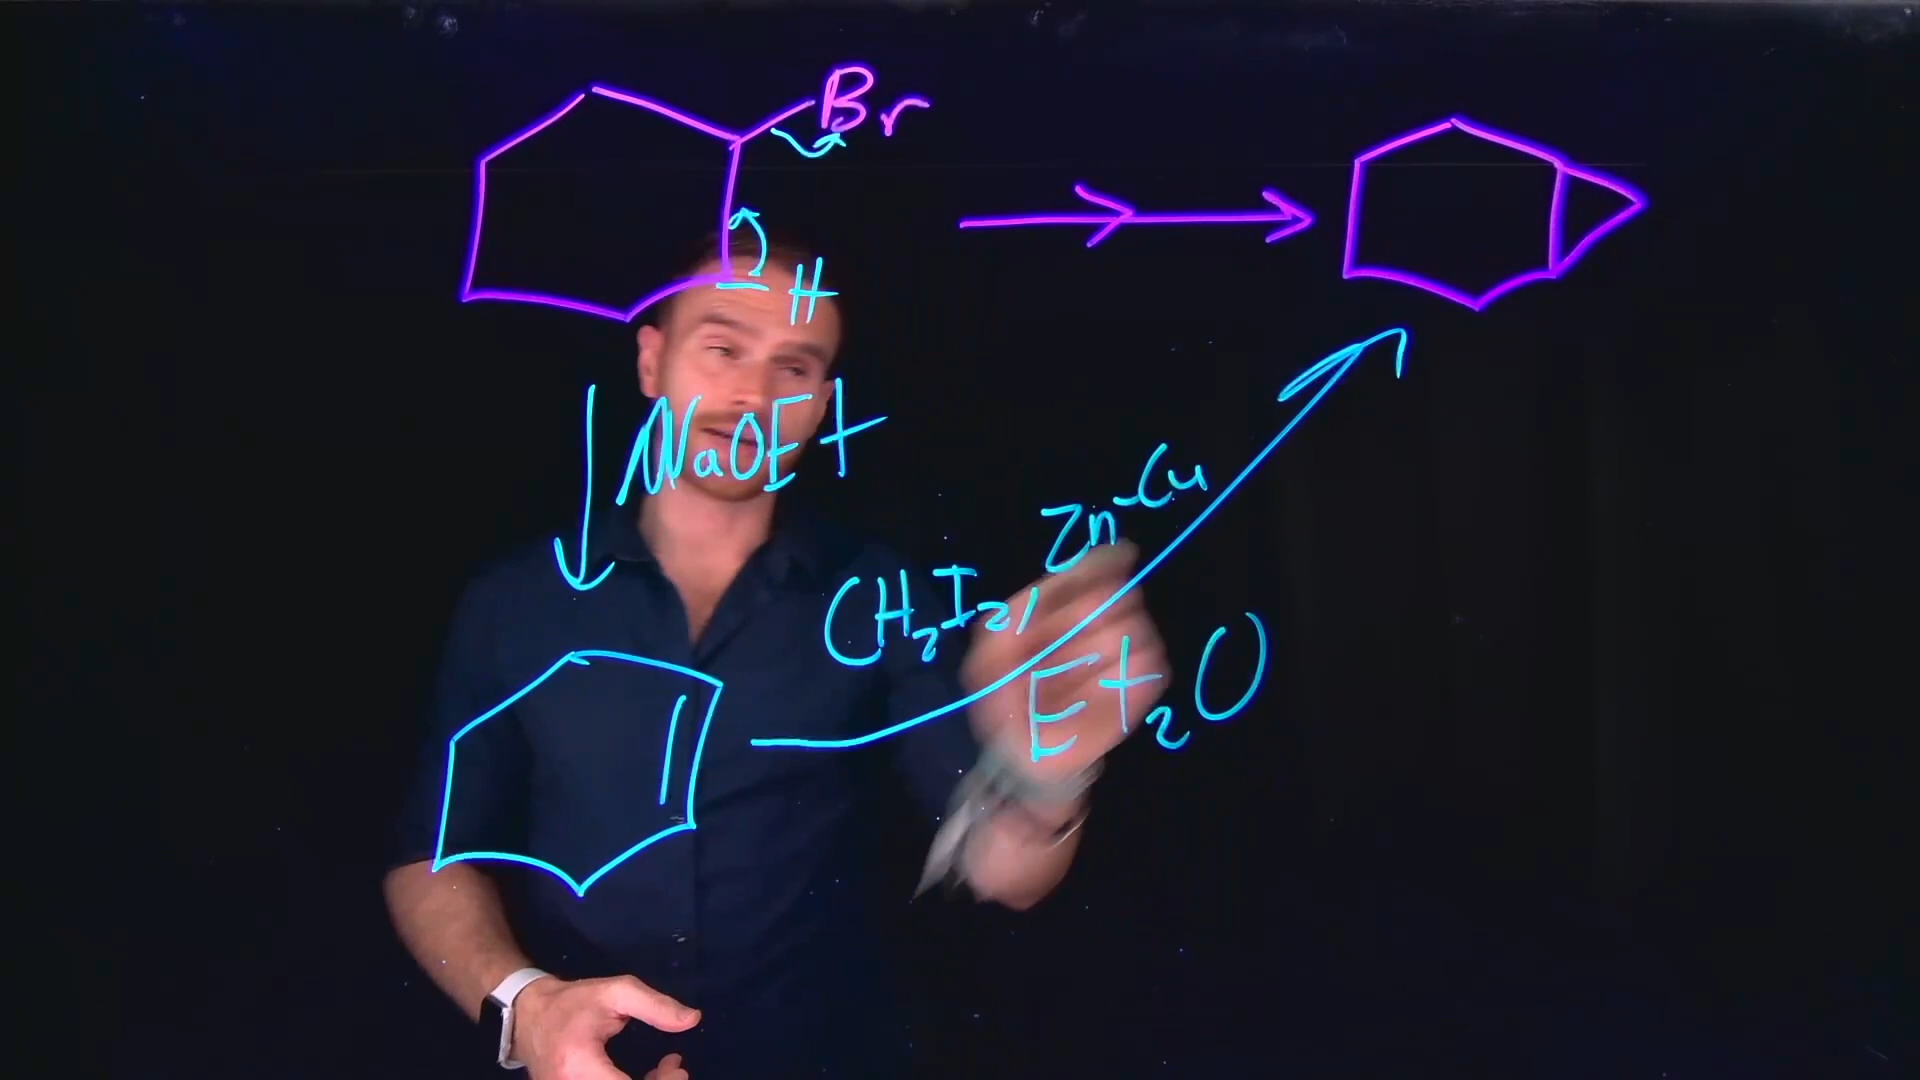 Br
H
NaOEt
CH₂I₂, Zn-Cu
Et₂O